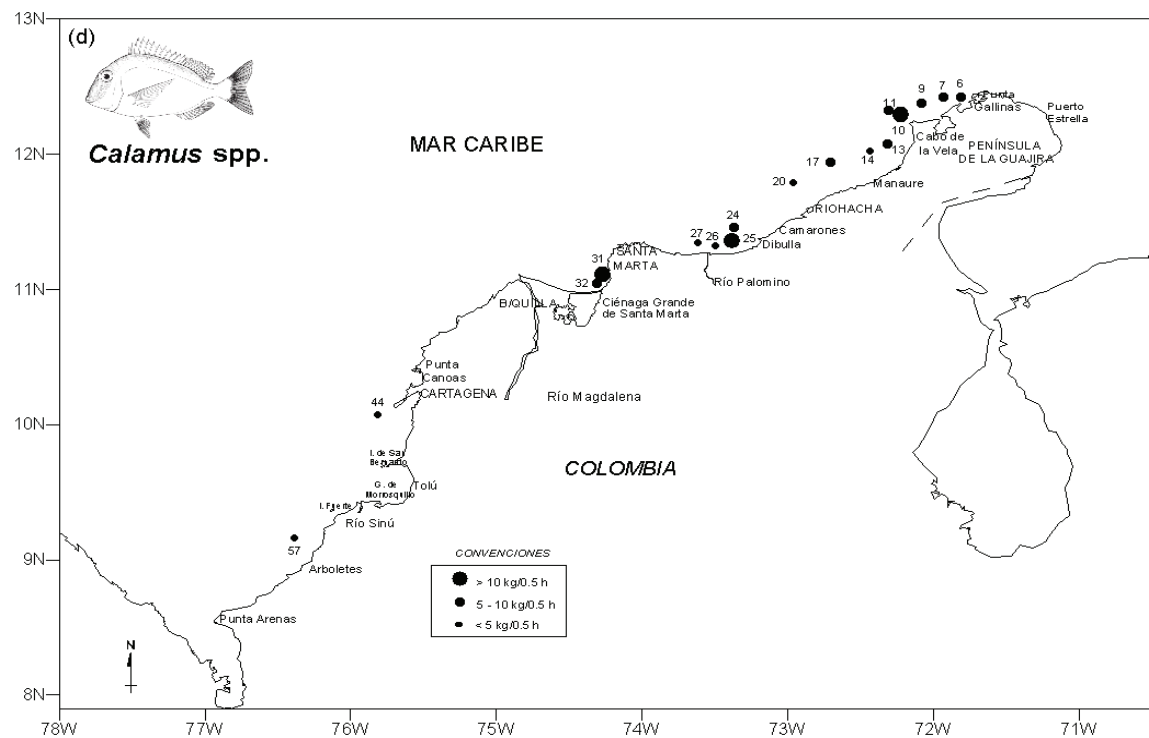 13N
(d)
Calamus spp.
MAR CARIBE
11
9
7
6
Punta
Gallinas
Puerto
Estrella
10
Cabo de
la Vela
PENÍNSULA
DE LA GUAJIRA
12N
13
14
17
20
Manaure
RIOHACHA
24
25
Camarones
Dibulla
27
26
31
SANTA
MARTA
32
Río Palomino
11N
B/QUILLA
Ciénaga Grande
de Santa Marta
Punta
Canoas
CARTAGENA
Río Magdalena
44
10N
I. de San
Bernardo
COLOMBIA
G. de
Morrosquillo
Tolú
I. Fuerte
Río Sinú
57
9N
Arboletes
CONVENCIONES
> 10 kg/0.5 h
5 - 10 kg/0.5 h
< 5 kg/0.5 h
Punta Arenas
N
8N
78W
77W
76W
75W
74W
73W
72W
71W